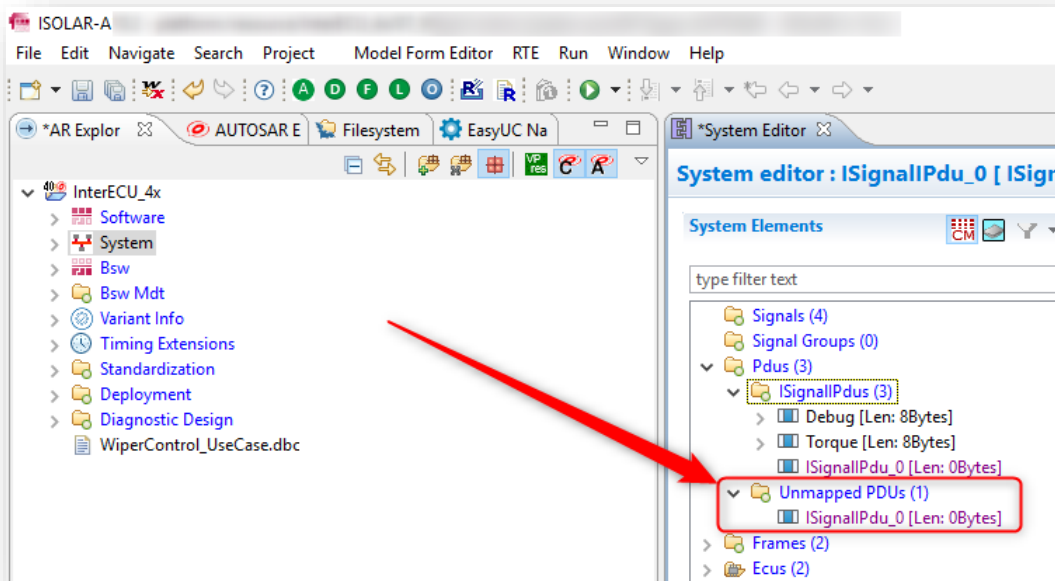 ISOLAR-A
File Edit Navigate Search Project Model Form Editor RTE Run Window Help
*AR Explor AUTOSAR E Filesystem EasyUC Na
VP res C A
InterECU_4x
Software
System
Bsw
Bsw Mdt
Variant Info
Timing Extensions
Standardization
Deployment
Diagnostic Design
WiperControl_UseCase.dbc
*System Editor
System editor : ISignalIPdu_0 [ ISign
System Elements
CM
type filter text
Signals (4)
Signal Groups (0)
Pdus (3)
ISignalIPdus (3)
Debug [Len: 8Bytes]
Torque [Len: 8Bytes]
ISignalIPdu_0 [Len: 0Bytes]
Unmapped PDUs (1)
ISignalIPdu_0 [Len: 0Bytes]
Frames (2)
Ecus (2)